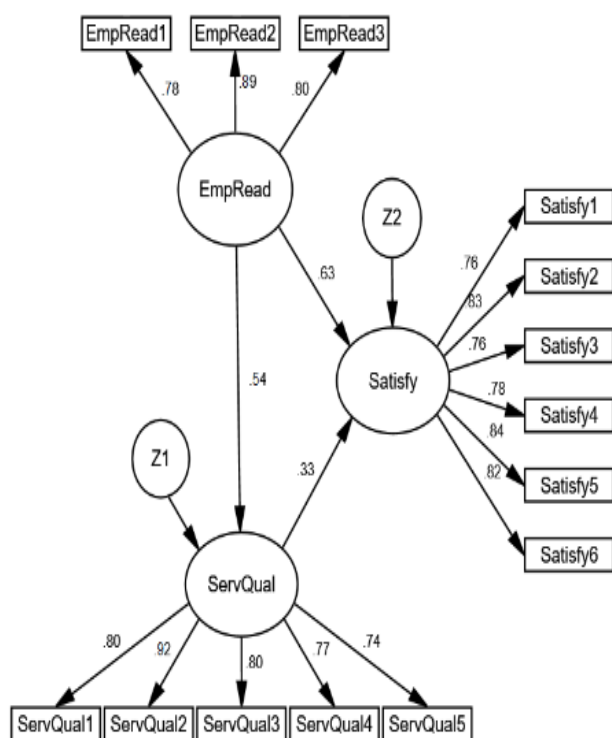 EmpRead1 EmpRead2 EmpRead3
.78 .89 .80
EmpRead
Z2
Satisfy1
.63
.76
Satisfy2
.83
Satisfy3
.76
.54
Satisfy
.78
Satisfy4
.84
Z1
.33
.82
Satisfy5
Satisfy6
ServQual
.80 .92 .80 .77 .74
ServQual1 ServQual2 ServQual3 ServQual4 ServQual5